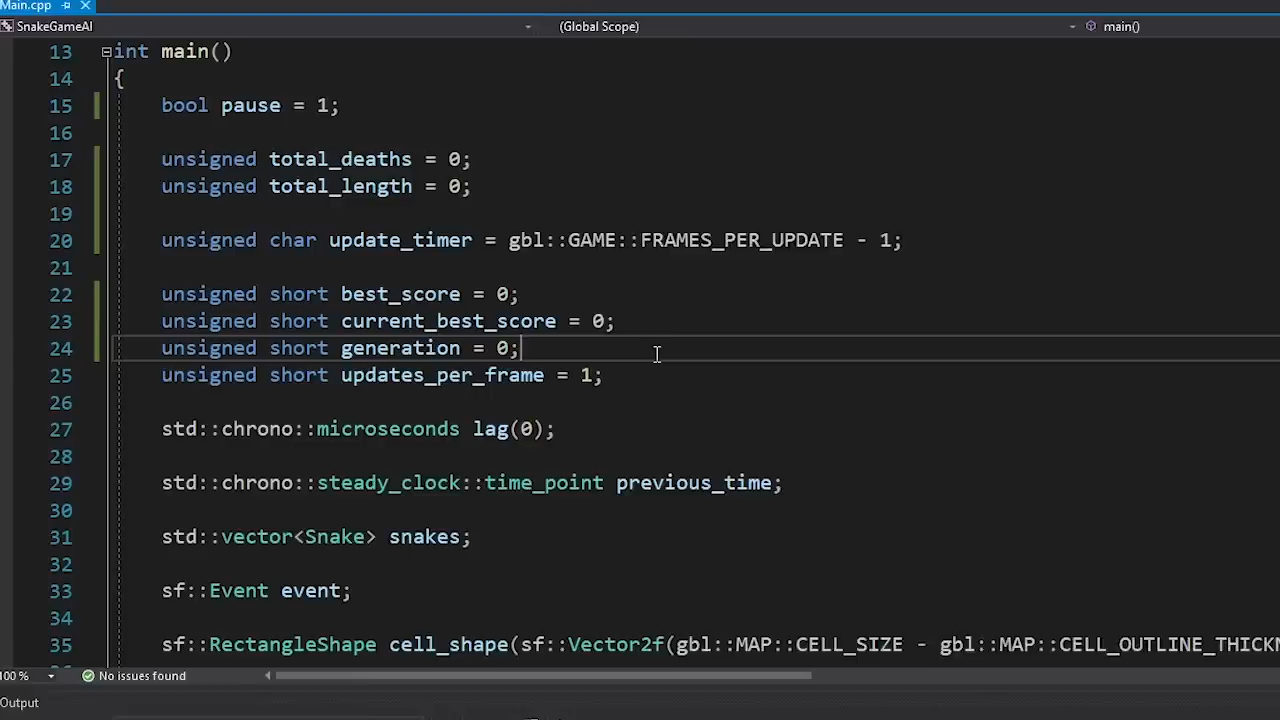 Main.cpp
SnakeGameAI (Global Scope) main()
13 int main()
14 {
15 bool pause = 1;
16
17 unsigned total_deaths = 0;
18 unsigned total_length = 0;
19
20 unsigned char update_timer = gbl::GAME::FRAMES_PER_UPDATE - 1;
21
22 unsigned short best_score = 0;
23 unsigned short current_best_score = 0;
24 unsigned short generation = 0;
25 unsigned short updates_per_frame = 1;
26
27 std::chrono::microseconds lag(0);
28
29 std::chrono::steady_clock::time_point previous_time;
30
31 std::vector<Snake> snakes;
32
33 sf::Event event;
34
35 sf::RectangleShape cell_shape(sf::Vector2f(gbl::MAP::CELL_SIZE - gbl::MAP::CELL_OUTLINE_THICKN
00 % No issues found
Output